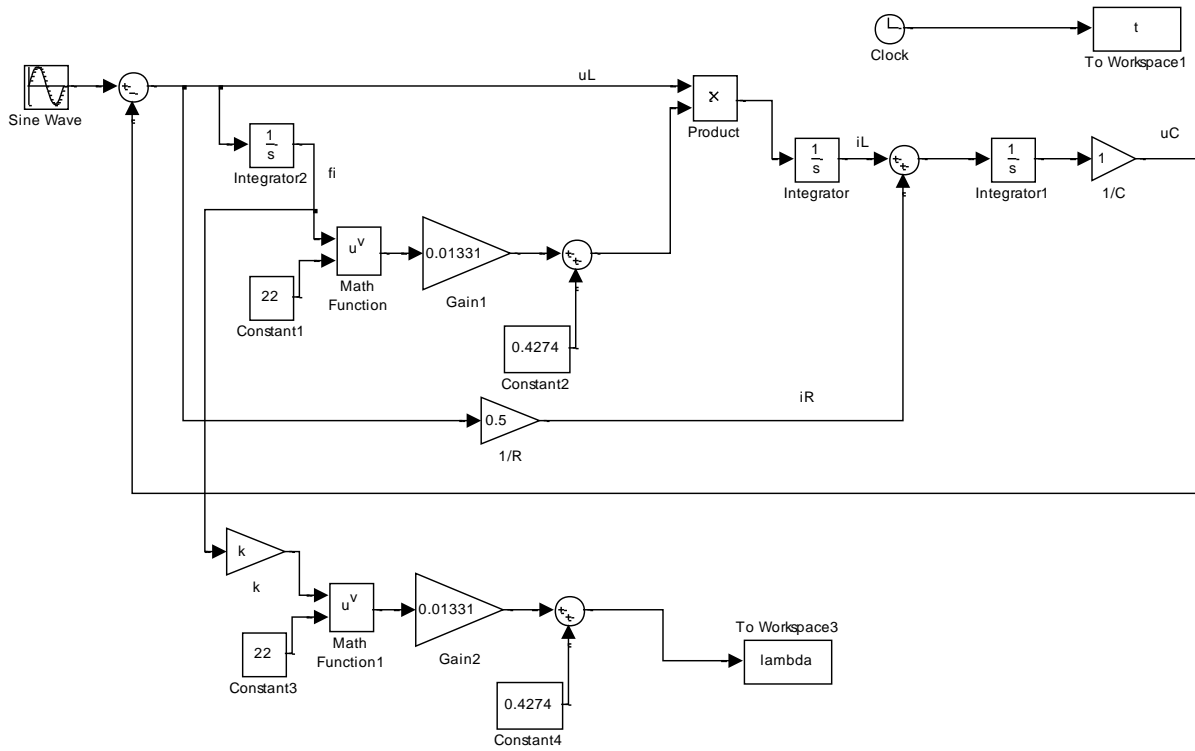 t
Clock
To Workspace1
uL
+
-
Sine Wave
x
Product
1
s
Integrator2
fi
1
s
Integrator
iL
+
+
1
s
Integrator1
1
1/C
uC
u^v
Math
Function
0.01331
Gain1
+
+
22
Constant1
0.4274
Constant2
0.5
1/R
iR
k
k
u^v
Math
Function1
0.01331
Gain2
+
+
22
Constant3
0.4274
Constant4
To Workspace3
lambda